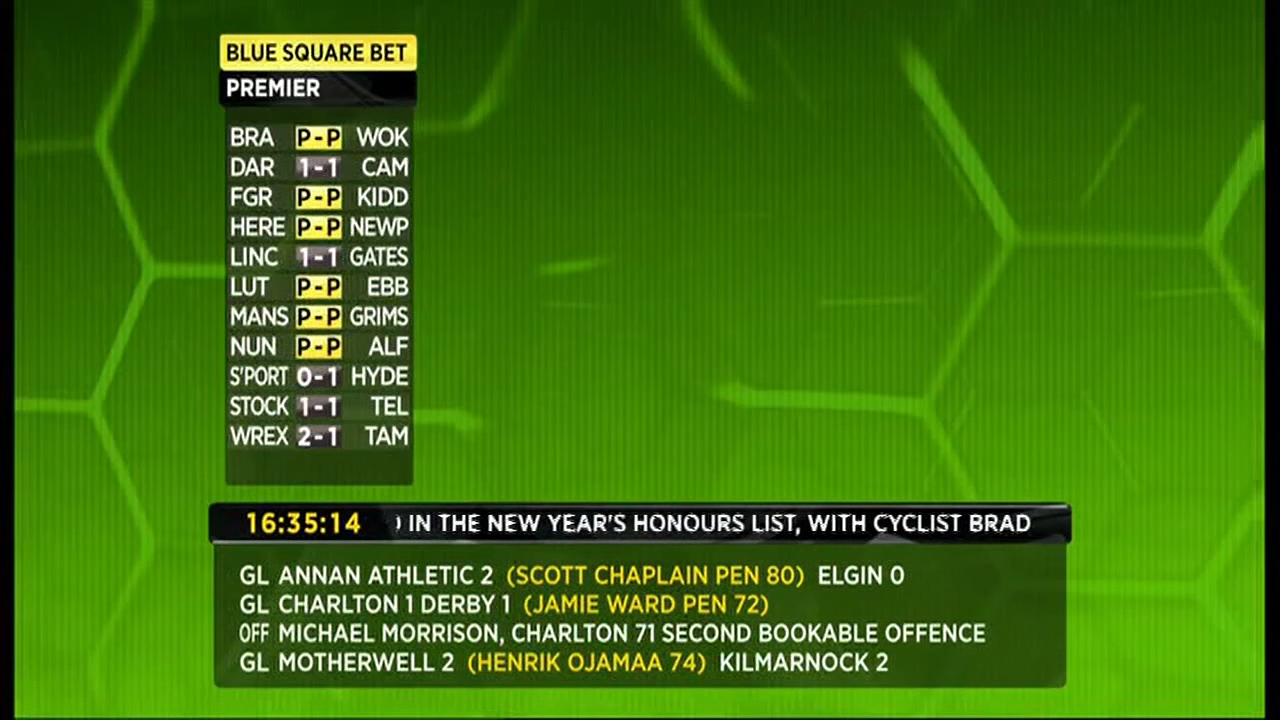 BLUE SQUARE BET
PREMIER
BRA P-P WOK
DAR 1-1 CAM
FGR P-P KIDD
HERE P-P NEWP
LINC 1-1 GATES
LUT P-P EBB
MANS P-P GRIMS
NUN P-P ALF
S'PORT 0-1 HYDE
STOCK 1-1 TEL
WREX 2-1 TAM
16:35:14 IN THE NEW YEAR'S HONOURS LIST, WITH CYCLIST BRAD
GL ANNAN ATHLETIC 2 (SCOTT CHAPLAIN PEN 80) ELGIN 0
GL CHARLTON 1 DERBY 1 (JAMIE WARD PEN 72)
OFF MICHAEL MORRISON, CHARLTON 71 SECOND BOOKABLE OFFENCE
GL MOTHERWELL 2 (HENRIK OJAMAA 74) KILMARNOCK 2